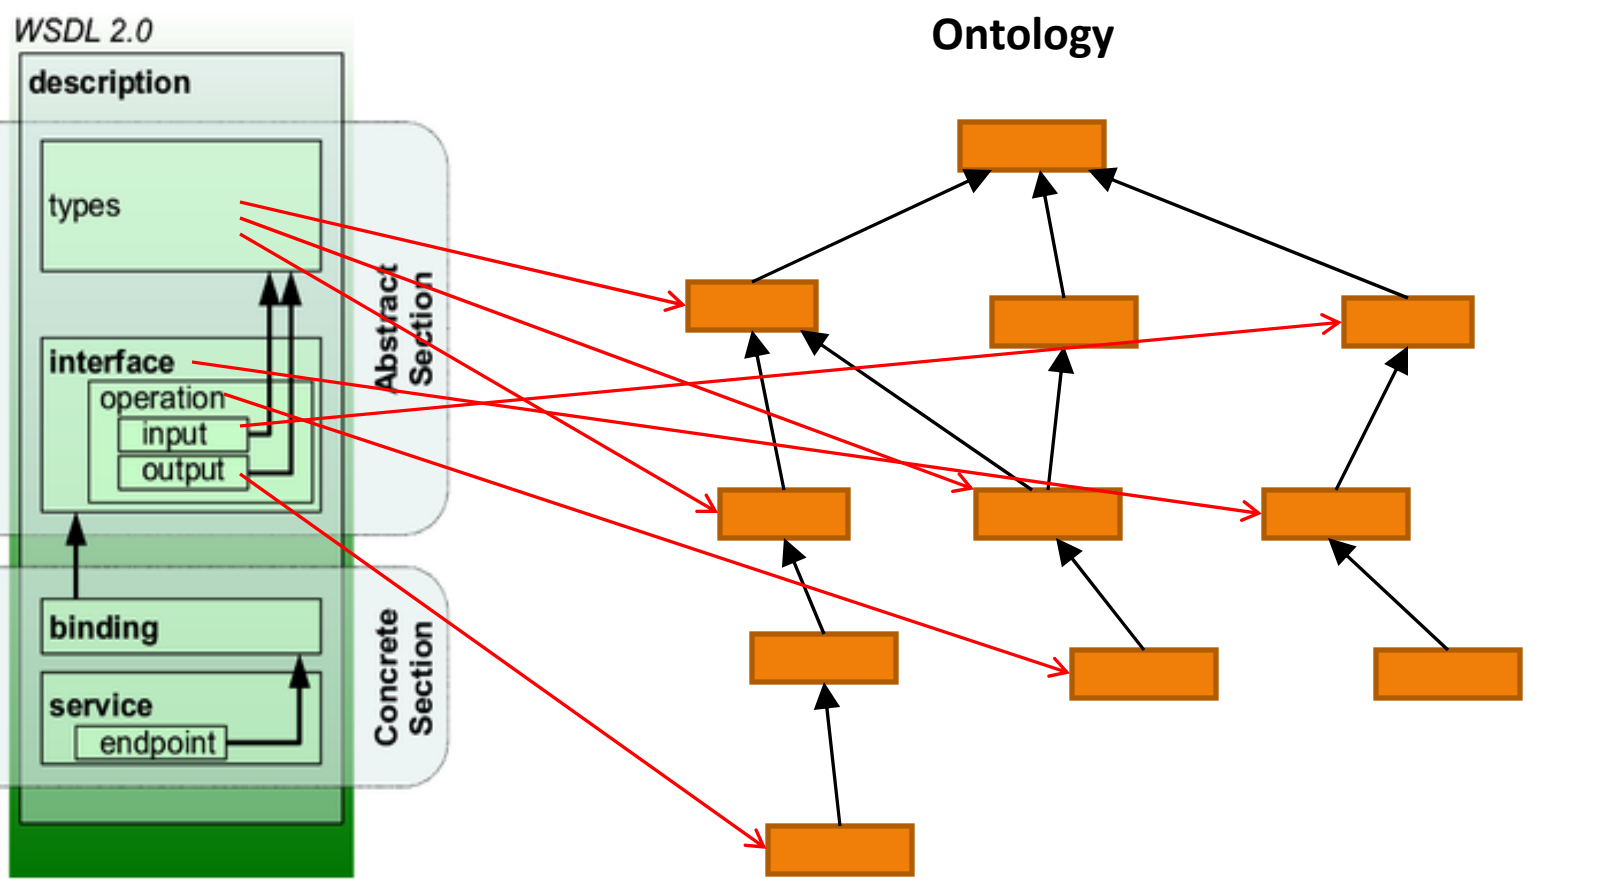 WSDL 2.0
Ontology
description
types
Abstract
Section
interface
operation
input
output
binding
Concrete
Section
service
endpoint